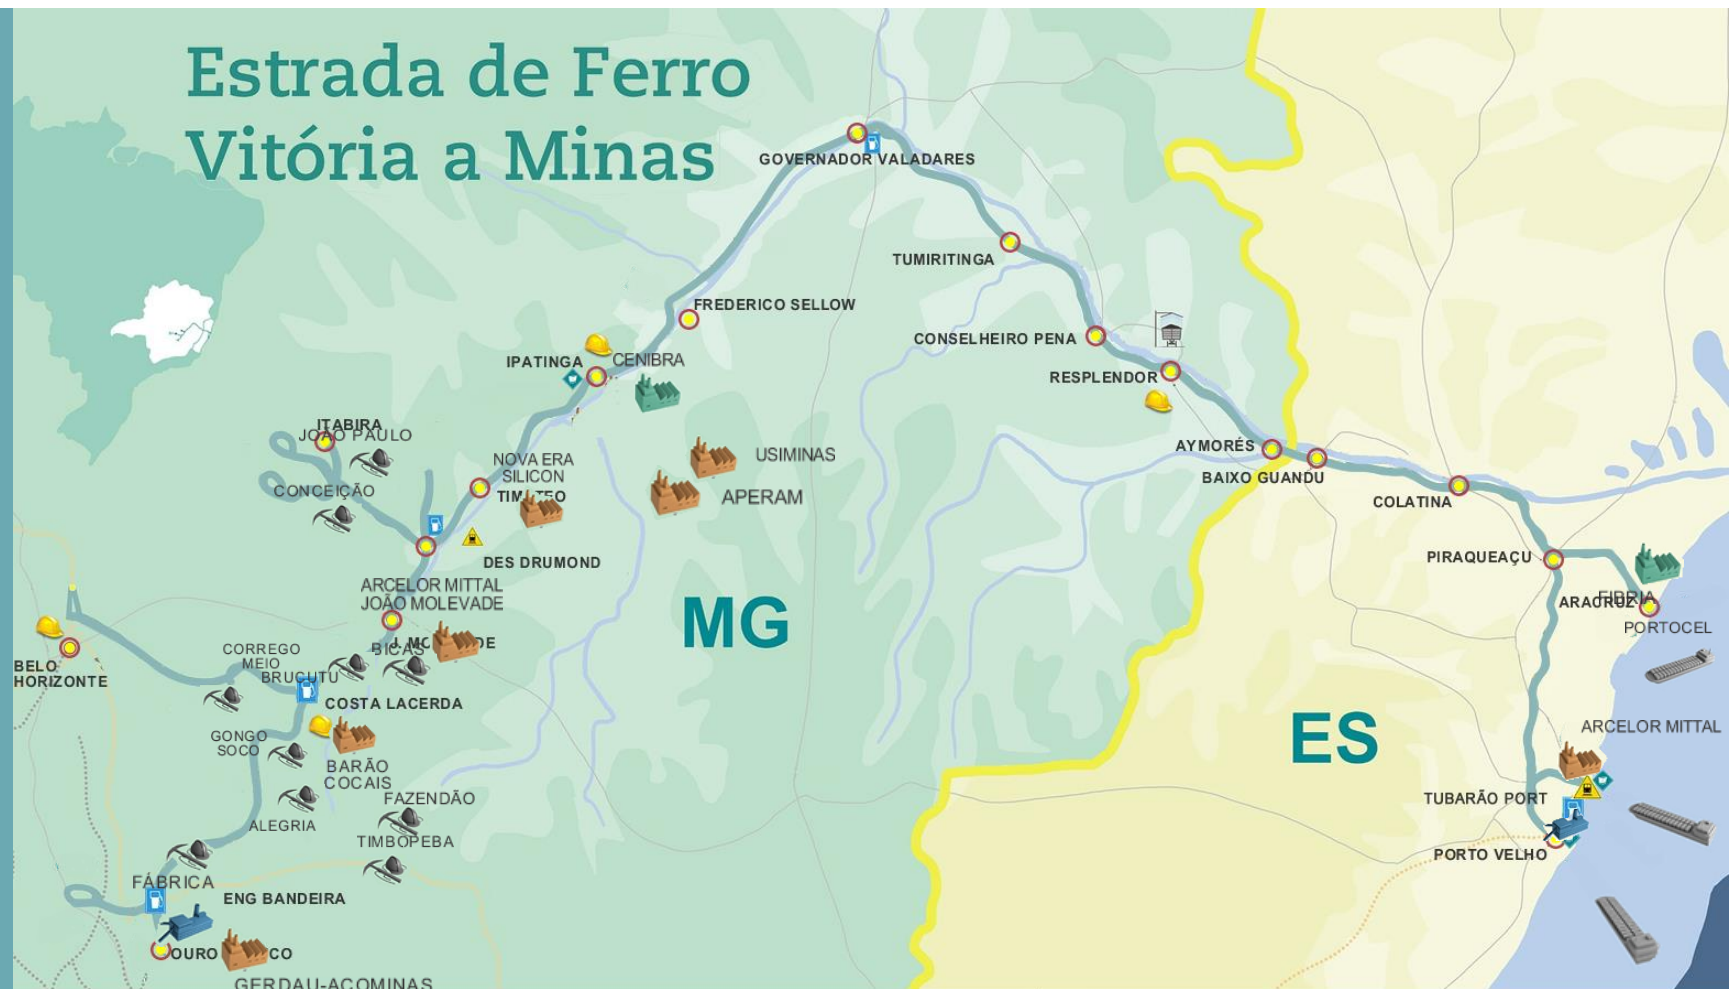 Estrada de Ferro
Vitória a Minas
GOVERNADOR VALADARES
TUMIRITINGA
FREDERICO SELLOW
CONSELHEIRO PENA
IPATINGA
CENIBRA
RESPLENDOR
ITABIRA
JOÃO PAULO
AYMORÉS
USIMINAS
NOVA ERA
SILICON
BAIXO GUANDU
CONCEIÇÃO
APERAM
COLATINA
PIRAQUEAÇU
DES DRUMOND
ARCELOR MITTAL
JOÃO MOLEVADE
FIBRIA
ARACRUZ
MG
PORTOCEL
BICAS
CORREGO
MEIO
BELO
HORIZONTE
BRUCUTU
COSTA LACERDA
ARCELOR MITTAL
GONGO
SOCO
ES
BARÃO
COCAIS
FAZENDÃO
TUBARÃO PORT
ALEGRIA
TIMBOPEBA
PORTO VELHO
FÁBRICA
ENG BANDEIRA
OURO
CO
GERDAU-ACOMINAS